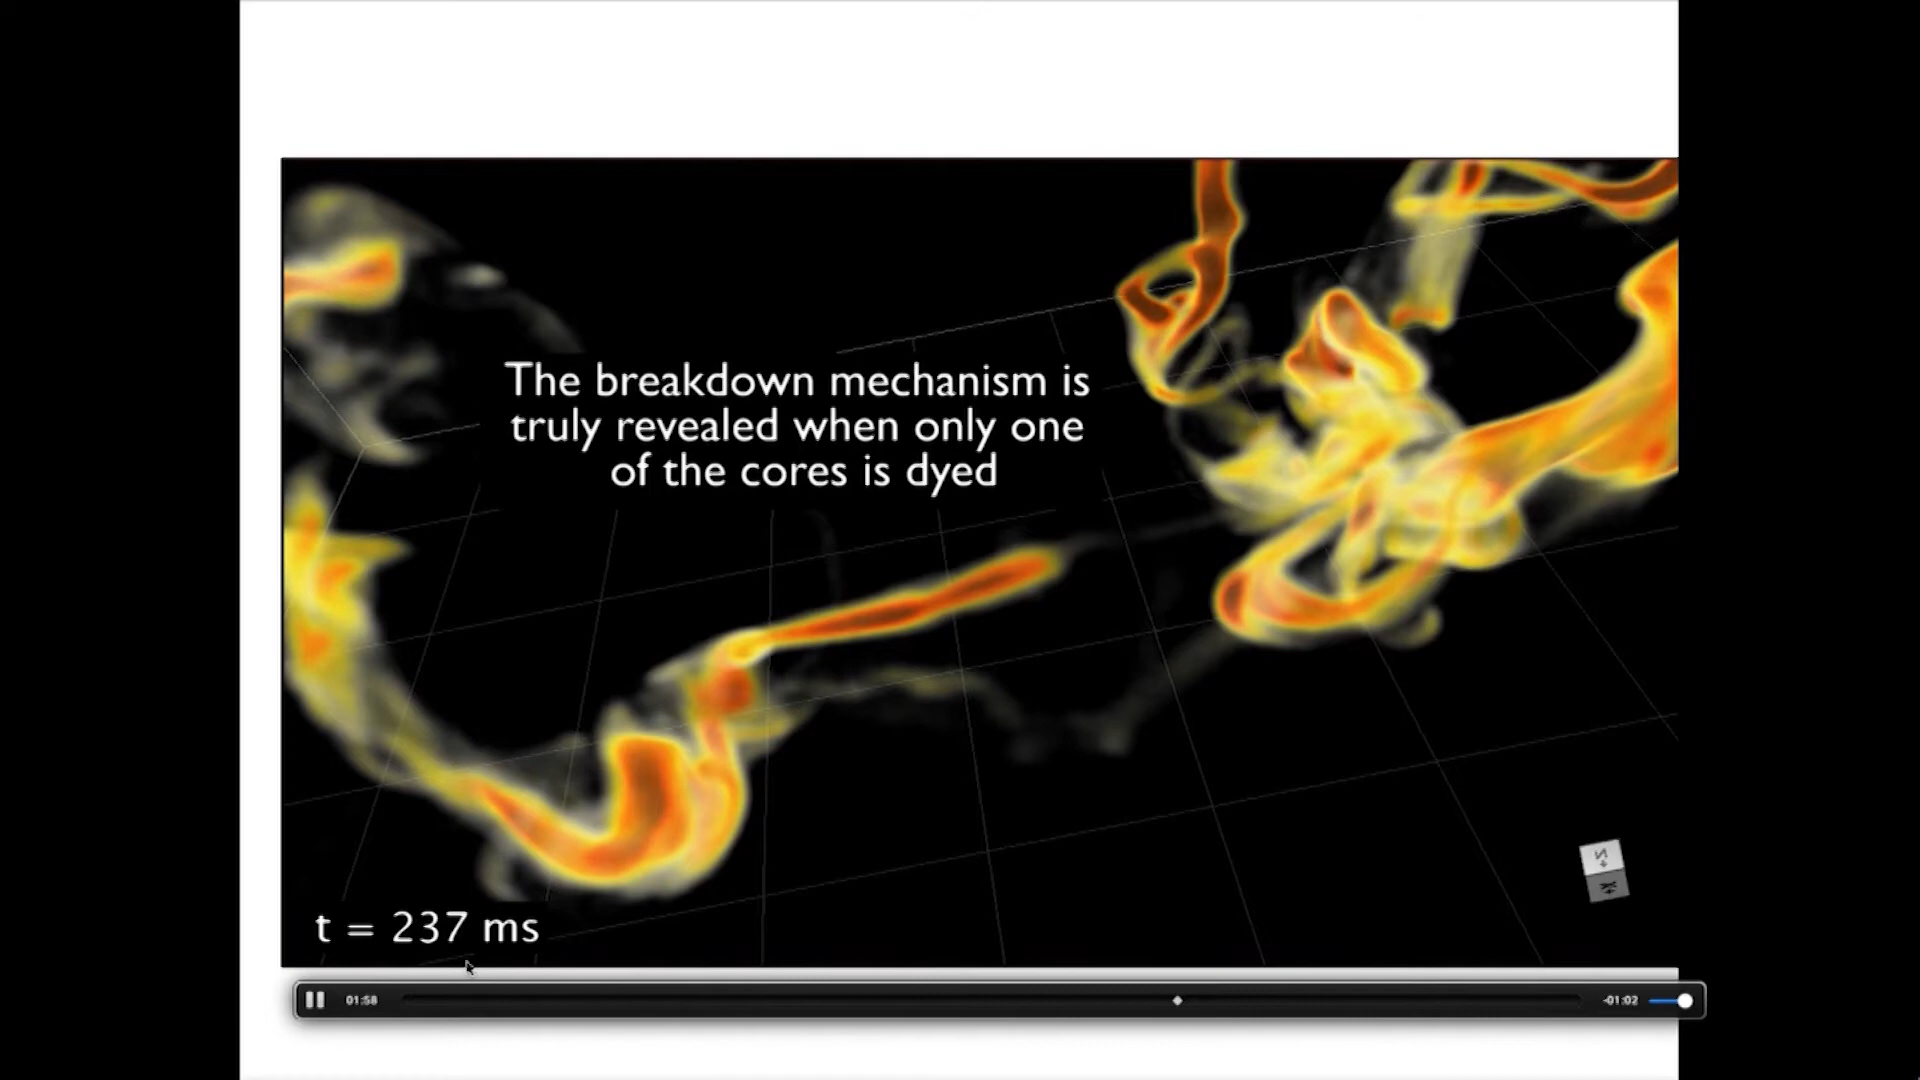 The breakdown mechanism is
truly revealed when only one
of the cores is dyed
t = 237 ms
01:58
-01:02